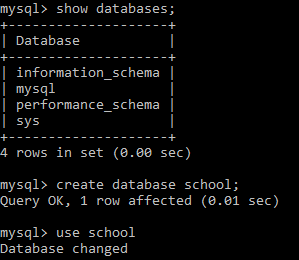 mysql> show databases;
+--------------------+
| Database           |
+--------------------+
| information_schema |
| mysql              |
| performance_schema |
| sys                |
+--------------------+
4 rows in set (0.00 sec)

mysql> create database school;
Query OK, 1 row affected (0.01 sec)

mysql> use school
Database changed